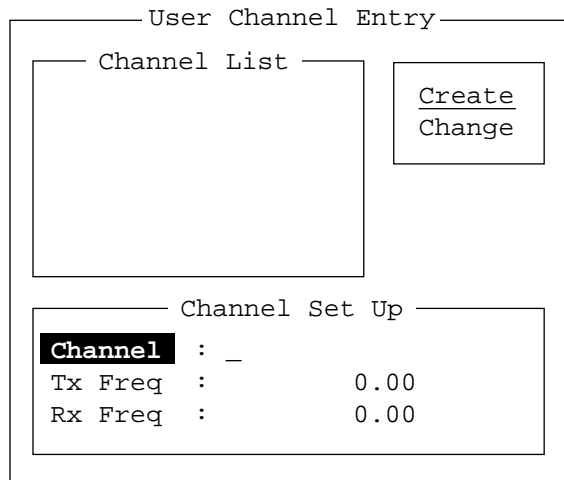 User Channel Entry
Channel List
Create
Change
Channel Set Up
Channel : _
Tx Freq : 0.00
Rx Freq : 0.00